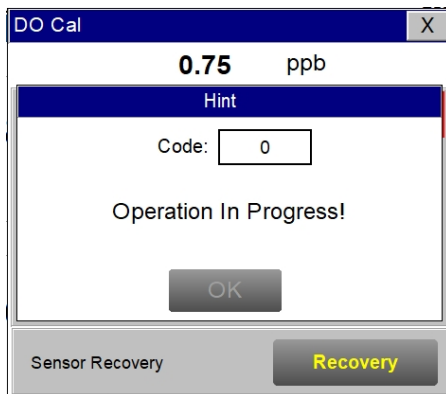 DO Cal X
0.75 ppb
Hint
Code: 0
Operation In Progress!
OK
Sensor Recovery Recovery